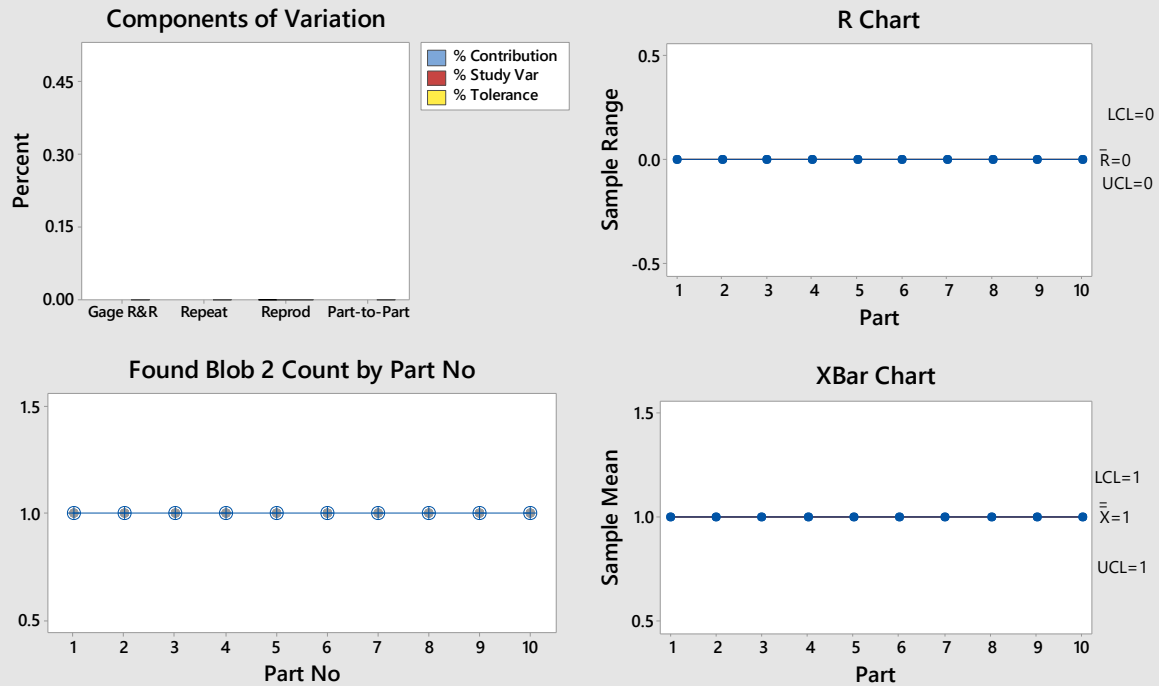 Components of Variation
% Contribution
% Study Var
% Tolerance
Percent
0.45
0.30
0.15
0.00
Gage R&R Repeat Reprod Part-to-Part
R Chart
Sample Range
0.5
0.0
-0.5
LCL=0
R̄=0
UCL=0
1 2 3 4 5 6 7 8 9 10
Part
Found Blob 2 Count by Part No
1.5
1.0
0.5
1 2 3 4 5 6 7 8 9 10
Part No
XBar Chart
Sample Mean
1.5
1.0
0.5
LCL=1
X̿=1
UCL=1
1 2 3 4 5 6 7 8 9 10
Part